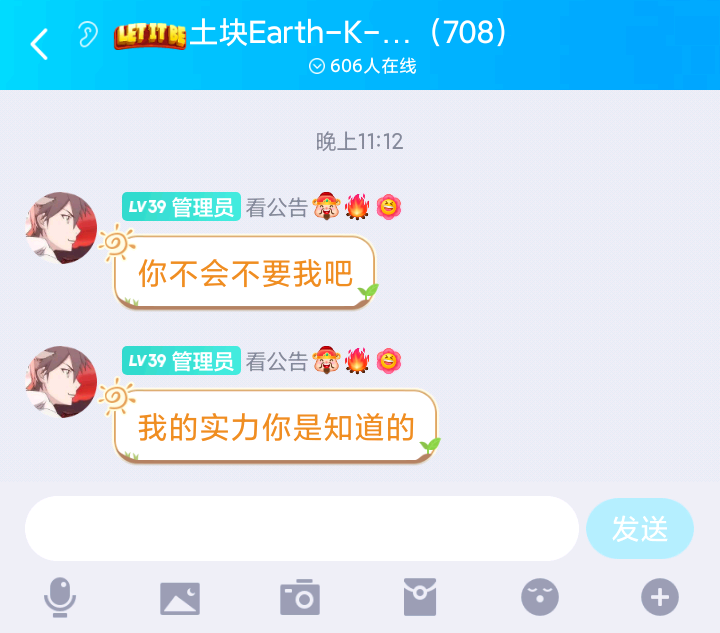 LET IT BE土块Earth-K-...（708）
606人在线
晚上11:12
LV39 管理员 看公告
你不会不要我吧
LV39 管理员 看公告
我的实力你是知道的
发送